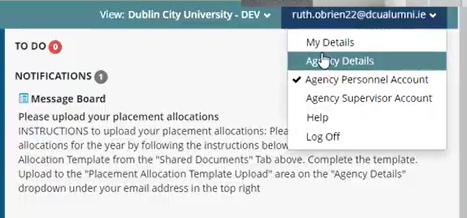 View: Dublin City University - DEV
ruth.obrien22@dcualumni.ie
My Details
Agency Details
Agency Personnel Account
Agency Supervisor Account
Help
Log Off
TO DO 0
NOTIFICATIONS 1
Message Board
Please upload your placement allocations
INSTRUCTIONS to upload your placement allocations: Plea
allocations for the year by following the instructions below
Allocation Template from the "Shared Documents" Tab above. Complete the template.
Upload to the "Placement Allocation Template Upload" area on the "Agency Details"
dropdown under your email address in the top right